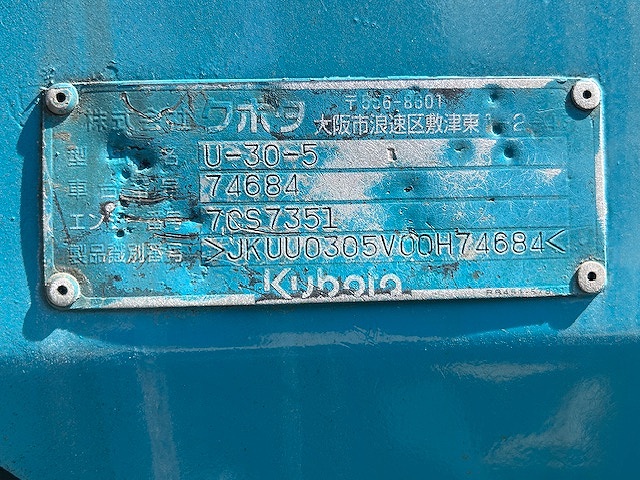 株式会社クボタ
〒556-8601
大阪市浪速区敷津東 2
型 名 U-30-5
車台番号 74684
エンジン番号 7CS7351
製品識別番号 >JKUU0305V00H74684<
Kubota